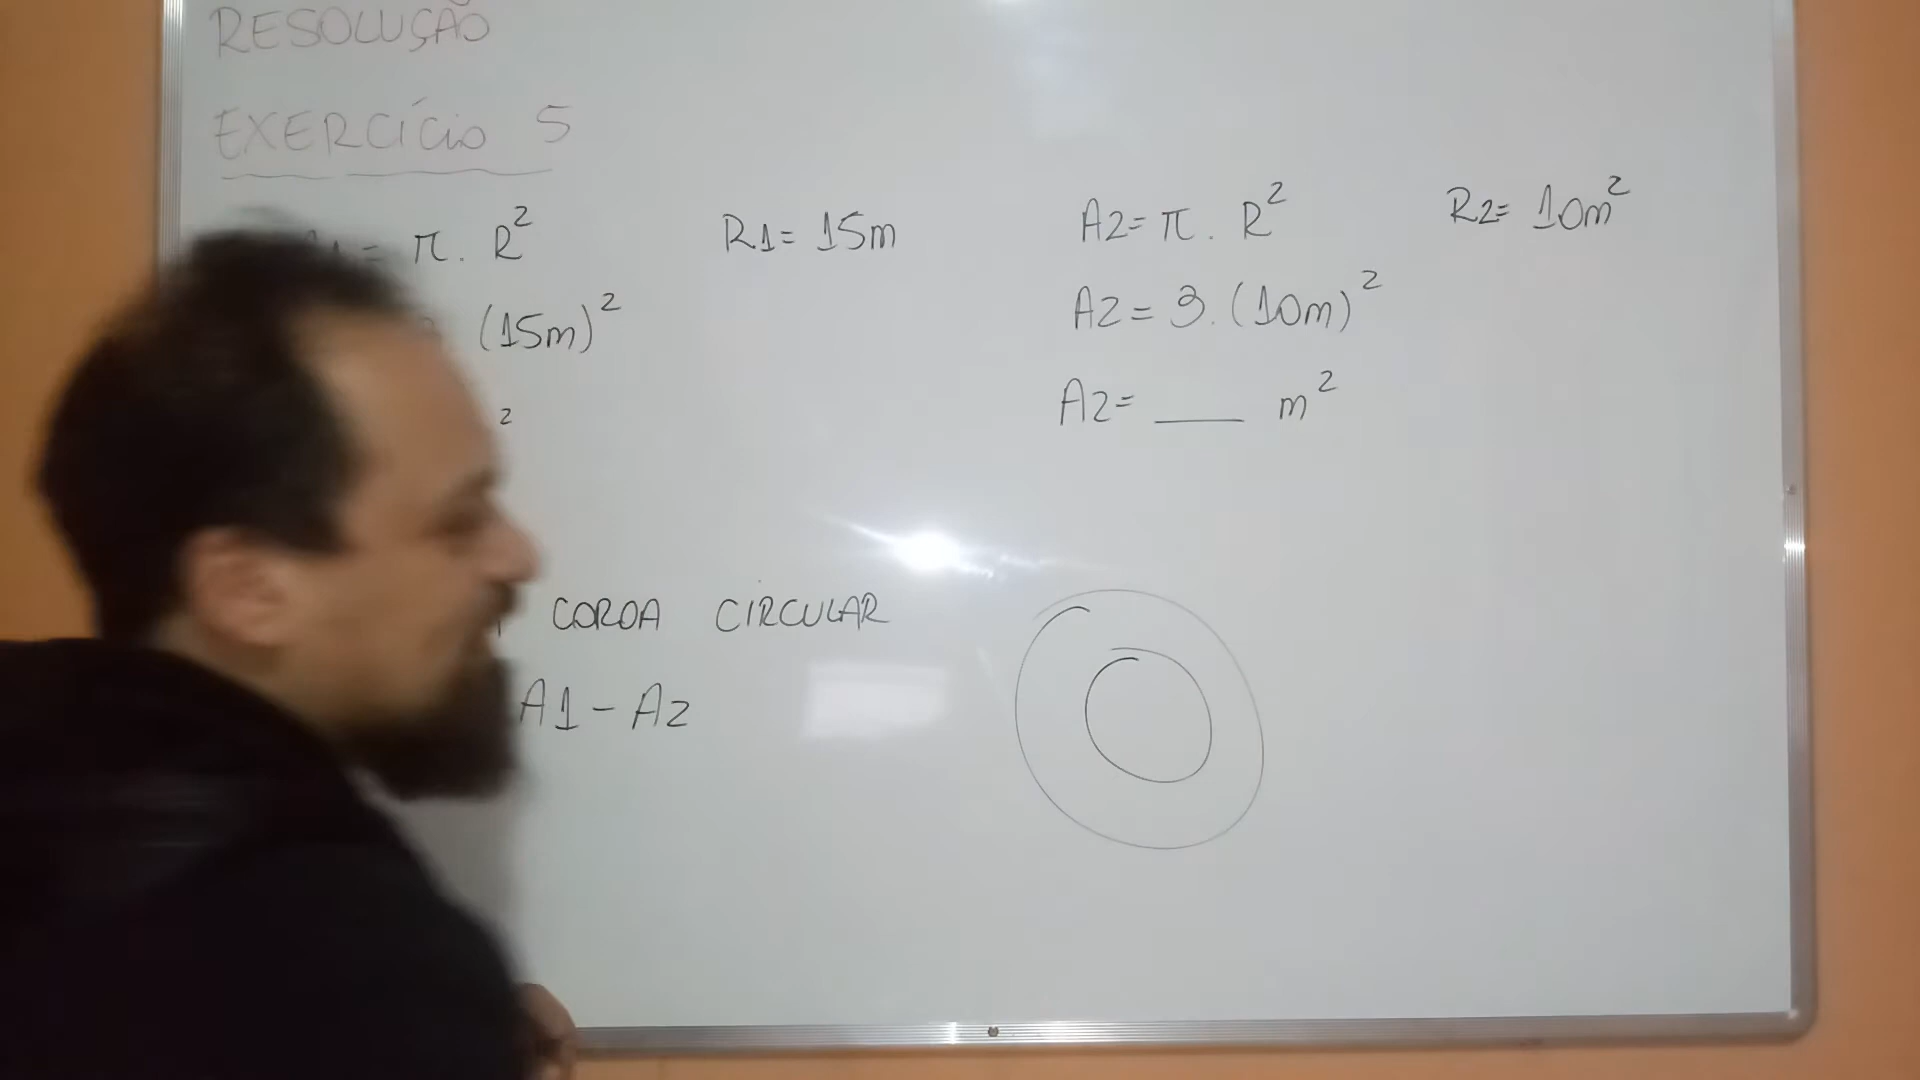 RESOLUÇÃO
EXERCÍCIO 5
= π . R²
R1 = 15m
A2 = π . R²
R2 = 10m²
(15m)²
A2 = 3 . (10m)²
2
A2 = ___ m²
COROA CIRCULAR
A1 - A2